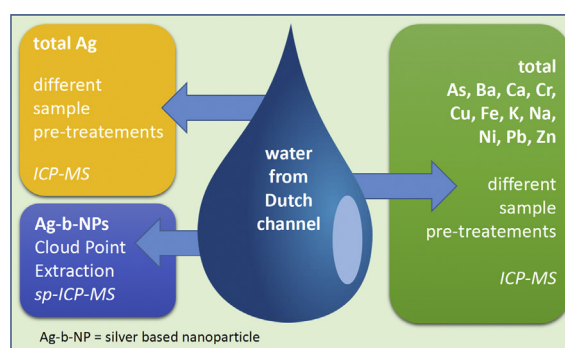 total Ag
different
sample
pre-treatements
ICP-MS
Ag-b-NPs
Cloud Point
Extraction
sp-ICP-MS
water
from
Dutch
channel
total
As, Ba, Ca, Cr,
Cu, Fe, K, Na,
Ni, Pb, Zn
different
sample
pre-treatements
ICP-MS
Ag-b-NP = silver based nanoparticle